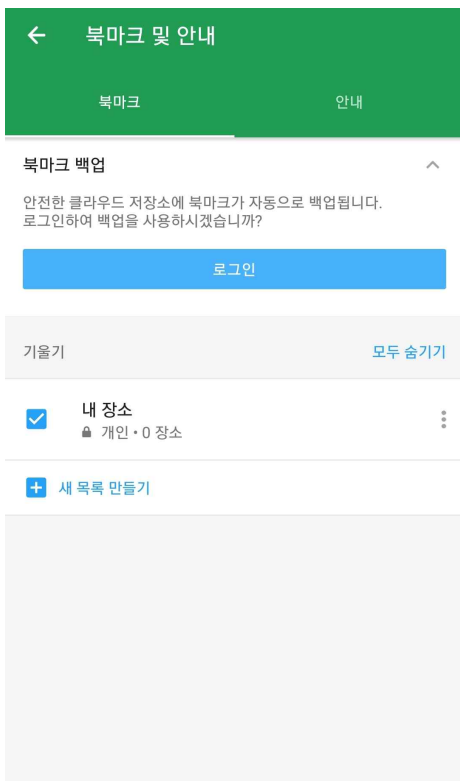 북마크 및 안내
북마크
안내
북마크 백업
안전한 클라우드 저장소에 북마크가 자동으로 백업됩니다.
로그인하여 백업을 사용하시겠습니까?
로그인
기울기
모두 숨기기
내 장소
개인 • 0 장소
새 목록 만들기